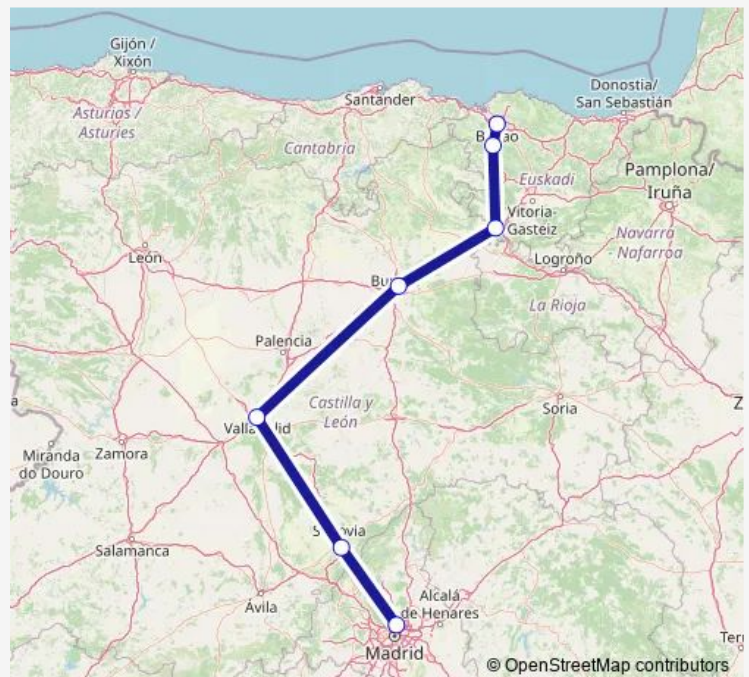 Gijón /
Xixón
Asturias /
Asturies
Santander
Cantabria
Donostia/
San Sebastián
Euskadi
Pamplona/
Iruña
Vitoria-
Gasteiz
Navarra
Nafarroa
León
Logroño
La Rioja
Palencia
Castilla y
León
Soria
Z
a
Miranda
do Douro
Zamora
Salamanca
Ávila
Alcalá
de Henares
Madrid
© OpenStreetMap contributors